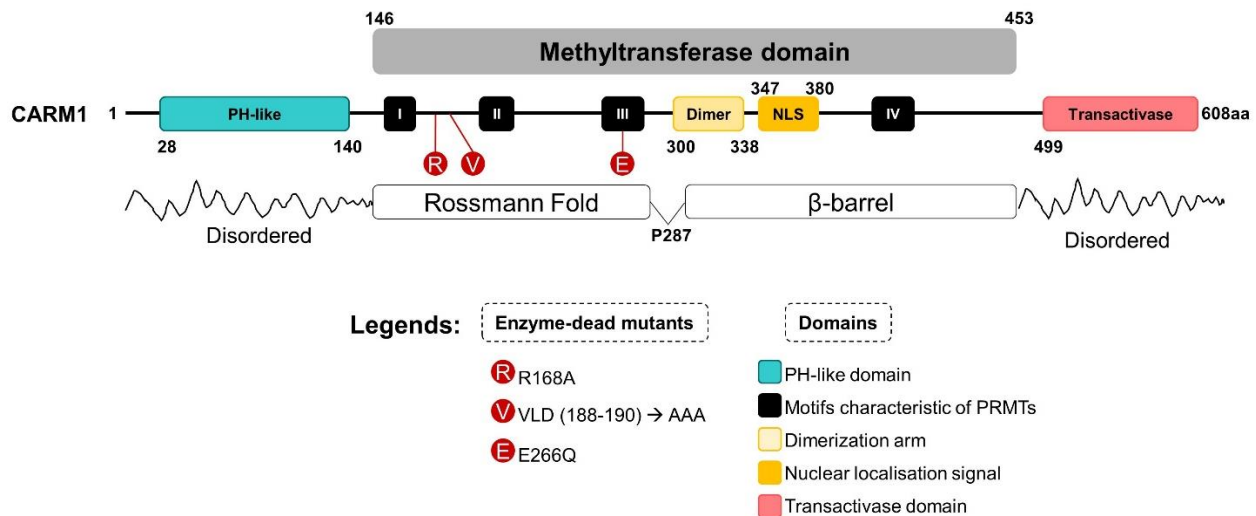 146 453
Methyltransferase domain
347 380
CARM1 1 PH-like I II III Dimer NLS IV Transactivase 608aa
28 140 R V E 300 338 499
Rossmann Fold β-barrel
Disordered P287 Disordered
Legends: Enzyme-dead mutants Domains
R R168A PH-like domain
V VLD (188-190) → AAA Motifs characteristic of PRMTs
E E266Q Dimerization arm
Nuclear localisation signal
Transactivase domain